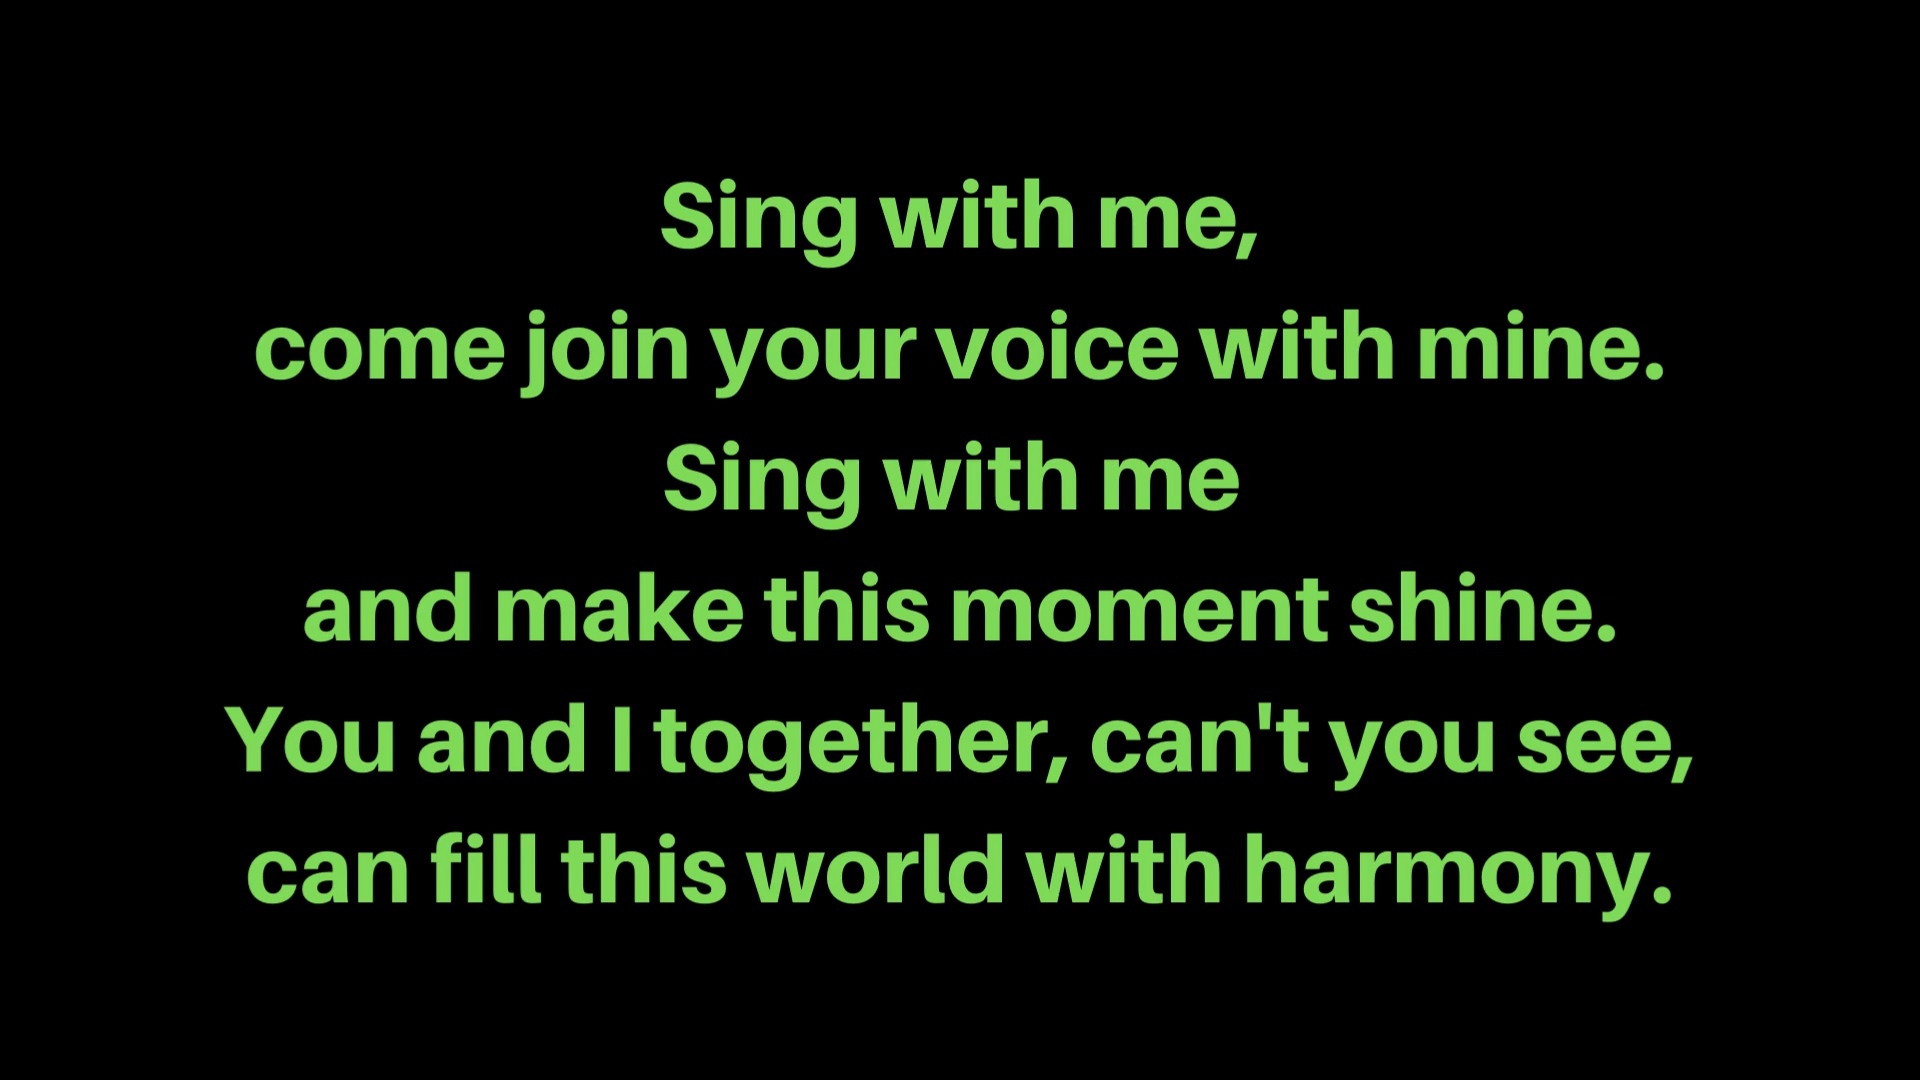 Sing with me,
come join your voice with mine.
Sing with me
and make this moment shine.
You and I together, can't you see,
can fill this world with harmony.